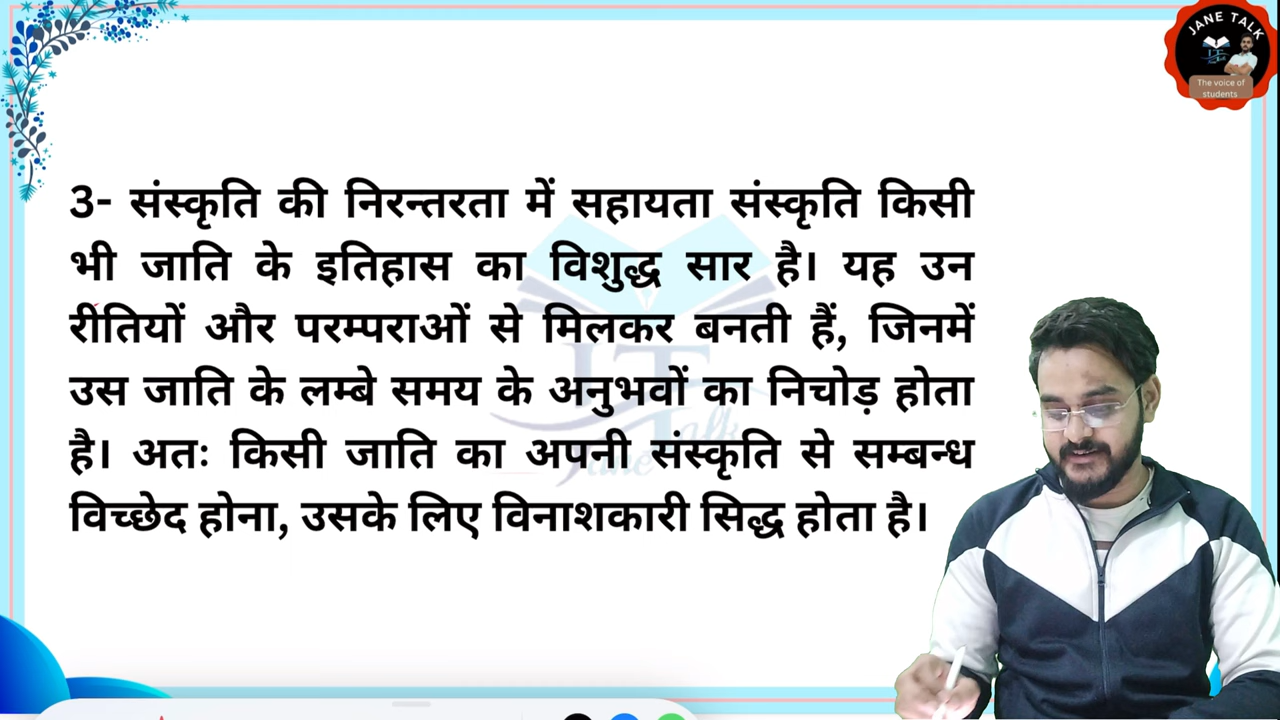 JANE TALK
The voice of
students
3- संस्कृति की निरन्तरता में सहायता संस्कृति किसी
भी जाति के इतिहास का विशुद्ध सार है। यह उन
रीतियों और परम्पराओं से मिलकर बनती हैं, जिनमें
उस जाति के लम्बे समय के अनुभवों का निचोड़ होता
है। अतः किसी जाति का अपनी संस्कृति से सम्बन्ध
विच्छेद होना, उसके लिए विनाशकारी सिद्ध होता है।